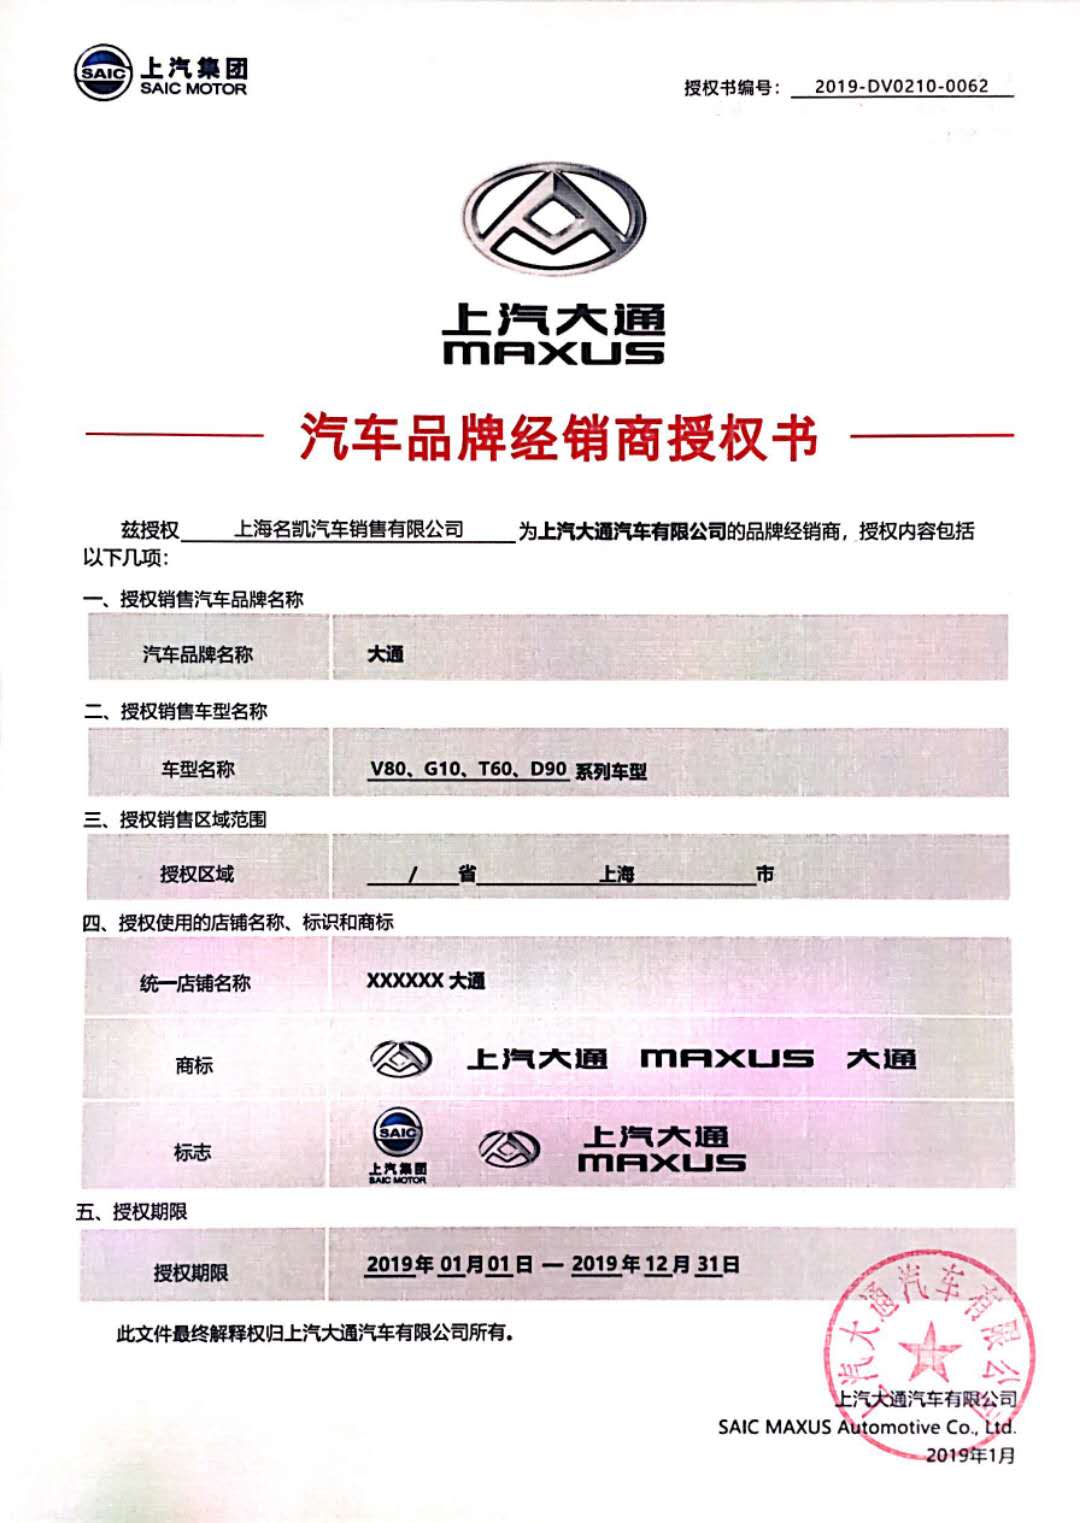 SAIC 上汽集团
SAIC MOTOR
授权书编号： 2019-DV0210-0062
上汽大通
MAXUS
汽车品牌经销商授权书
兹授权 上海名凯汽车销售有限公司 为上汽大通汽车有限公司的品牌经销商，授权内容包括
以下几项：
一、授权销售汽车品牌名称
汽车品牌名称 大通
二、授权销售车型名称
车型名称 V80、G10、T60、D90 系列车型
三、授权销售区域范围
授权区域 / 省 上海 市
四、授权使用的店铺名称、标识和商标
统一店铺名称 XXXXXX 大通
商标 上汽大通 MAXUS 大通
标志 SAIC 上汽集团 SAIC MOTOR 上汽大通 MAXUS
五、授权期限
授权期限 2019年 01月01日 — 2019年 12月 31日
此文件最终解释权归上汽大通汽车有限公司所有。
上汽大通汽车有限公司
上汽大通汽车有限公司
SAIC MAXUS Automotive Co., Ltd.
2019年1月